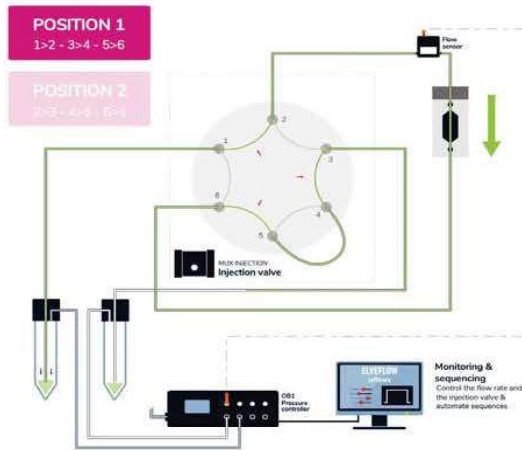 POSITION 1
1>2 - 3>4 - 5>6
POSITION 2
2>3 - 4>5 - 6>1
Flow
sensor
2
1
3
6
4
5
MUX INJECTION
Injection valve
OB1
Pressure
controller
ELVEFLOW
Monitoring &
sequencing
Control the flow rate and
the injection valve &
automate sequences